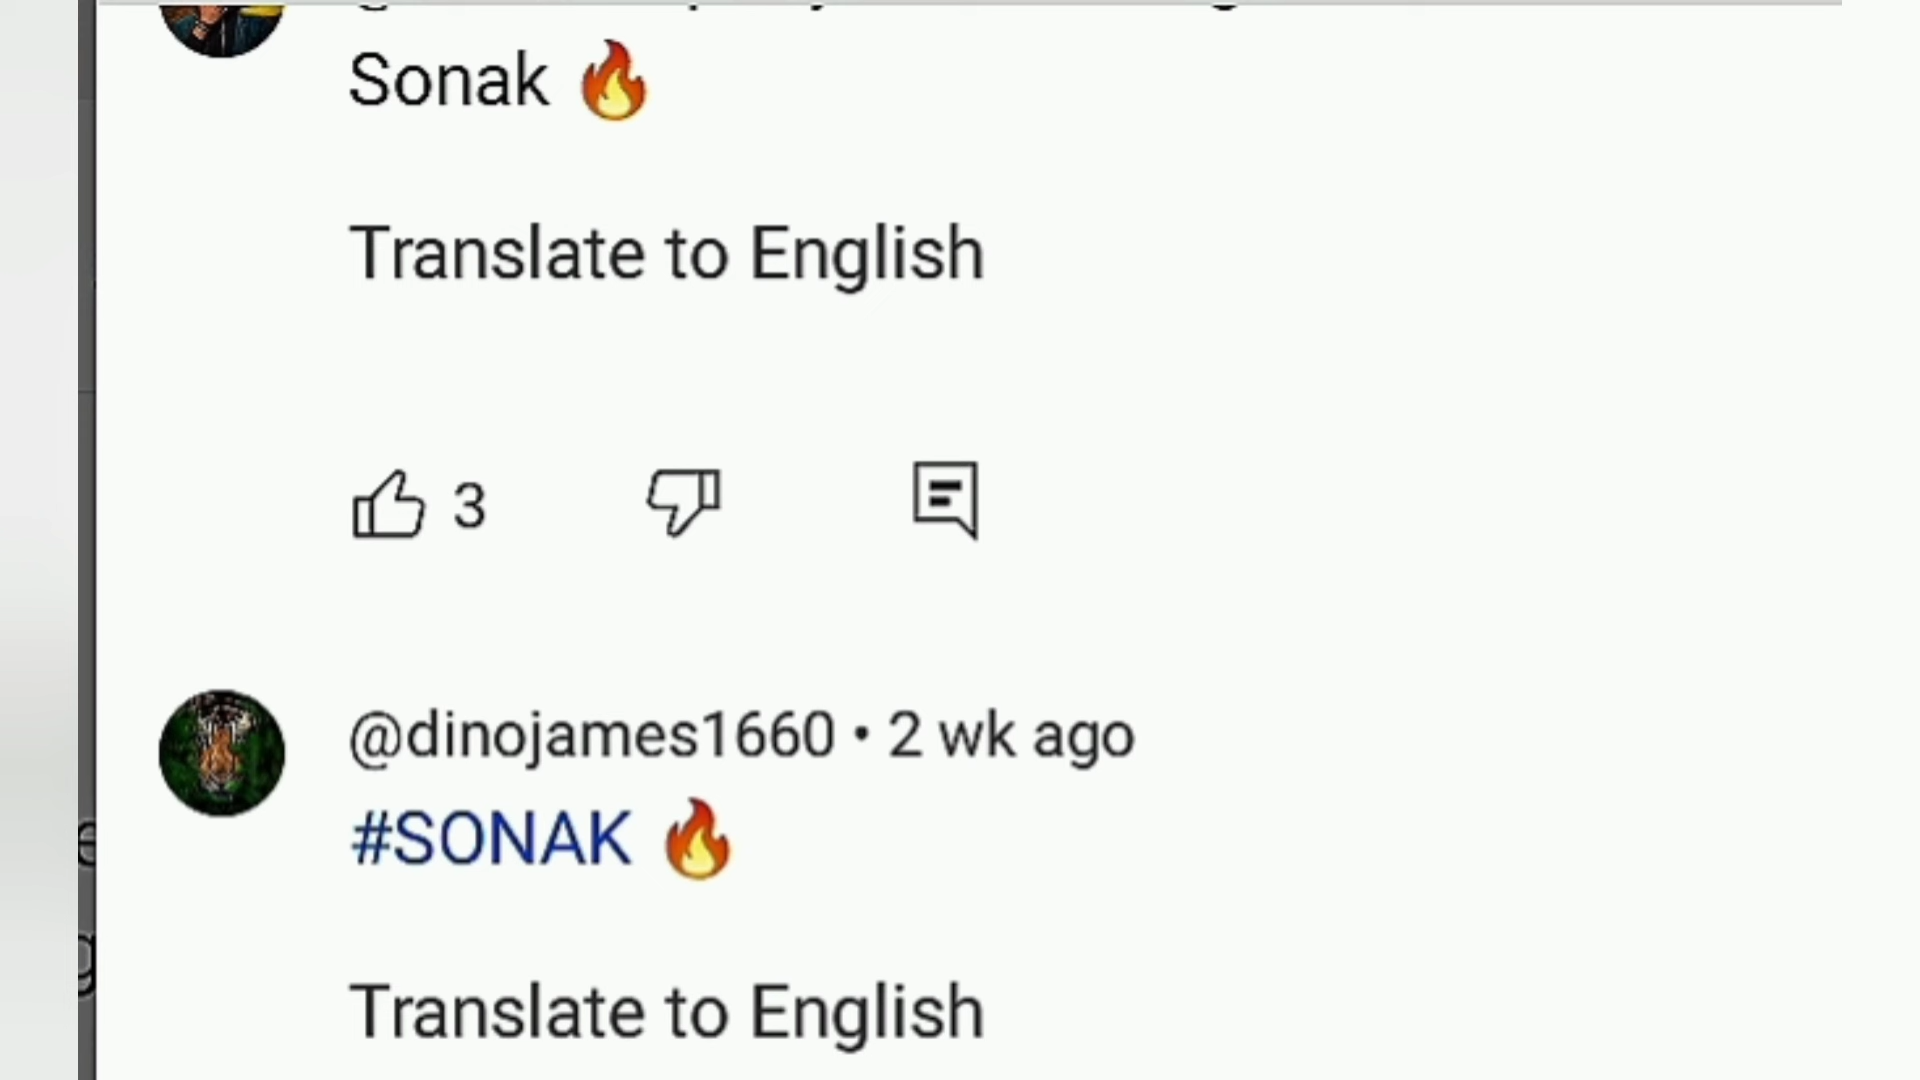 Sonak 🔥
Translate to English
3
@dinojames1660 • 2 wk ago
#SONAK 🔥
Translate to English